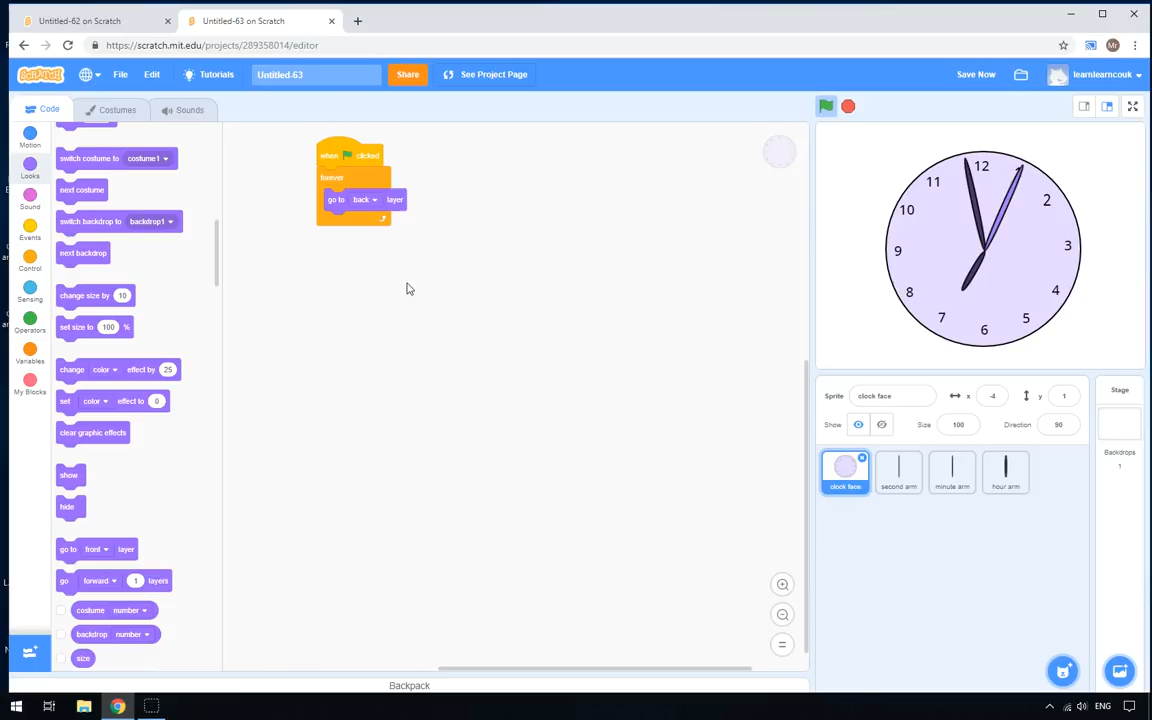 Untitled-62 on Scratch
Untitled-63 on Scratch
https://scratch.mit.edu/projects/289358014/editor
Mr
SCRATCH
File
Edit
Tutorials
Untitled-63
Share
See Project Page
Save Now
learnlearncouk
Code
Costumes
Sounds
Motion
Looks
Sound
Events
Control
Sensing
Operators
Variables
My Blocks
switch costume to costume1
next costume
switch backdrop to backdrop1
next backdrop
change size by 10
set size to 100 %
change color effect by 25
set color effect to 0
clear graphic effects
show
hide
go to front layer
go forward 1 layers
costume number
backdrop number
size
when clicked
forever
go to back layer
12
1
2
3
4
5
6
7
8
9
10
11
Sprite clock face x -4 y 1
Show Size 100 Direction 90
clock face
second arm
minute arm
hour arm
Stage
Backdrops
1
Backpack
ENG